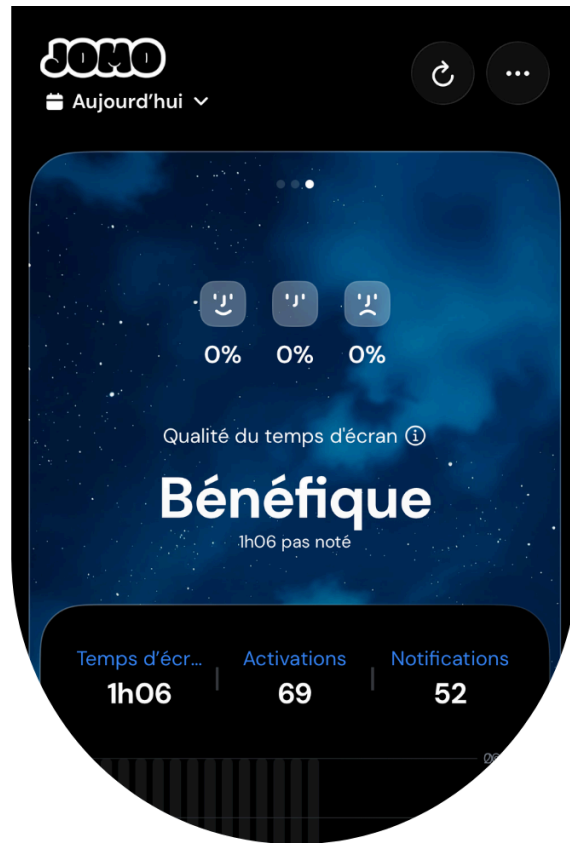 JOMO
Aujourd'hui
0% 0% 0%
Qualité du temps d'écran
Bénéfique
1h06 pas noté
Temps d'écr... Activations Notifications
1h06 69 52